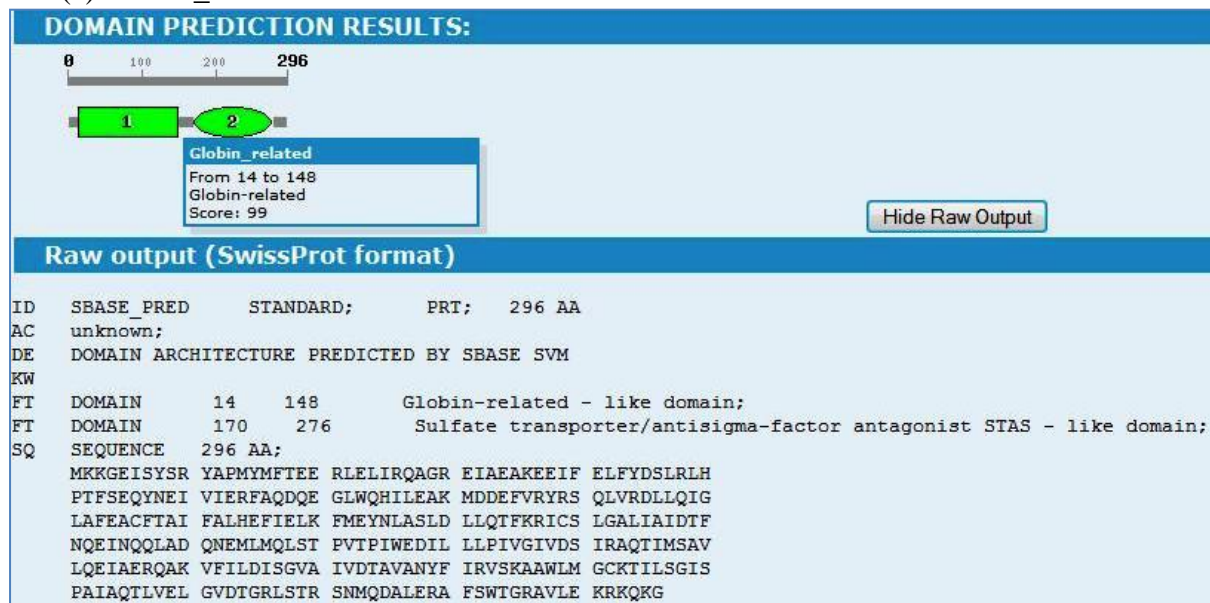 DOMAIN PREDICTION RESULTS:
0 100 200 296
1 2
Globin_related
From 14 to 148
Globin-related
Score: 99
Hide Raw Output
Raw output (SwissProt format)
ID SBASE_PRED STANDARD; PRT; 296 AA
AC unknown;
DE DOMAIN ARCHITECTURE PREDICTED BY SBASE SVM
KW
FT DOMAIN 14 148 Globin-related - like domain;
FT DOMAIN 170 276 Sulfate transporter/antisigma-factor antagonist STAS - like domain;
SQ SEQUENCE 296 AA;
MKKGEISYSR YAPMYMFTEE RLELIRQAGR EIAEAKEEIF ELFYDSLRLH
PTFSEQYNEI VIERFAQDQE GLWQHILEAK MDDEFVRYRS QLVRDLLQIG
LAFEACFTAI FALHEFIELK FMEYNLASLD LLQTFKRICS LGALIAIDTF
NQEINQQLAD QNEMLMQLST PVTPIWEDIL LLPIVGIVDS IRAQTIMSAV
LQEIAERQAK VFILDISGVA IVDTAVANYF IRVSKAAWLM GCKTILSGIS
PAIAQTLVEL GVDTGRLSTR SNMQDALERA FSWTGRAVLE KRKQKG